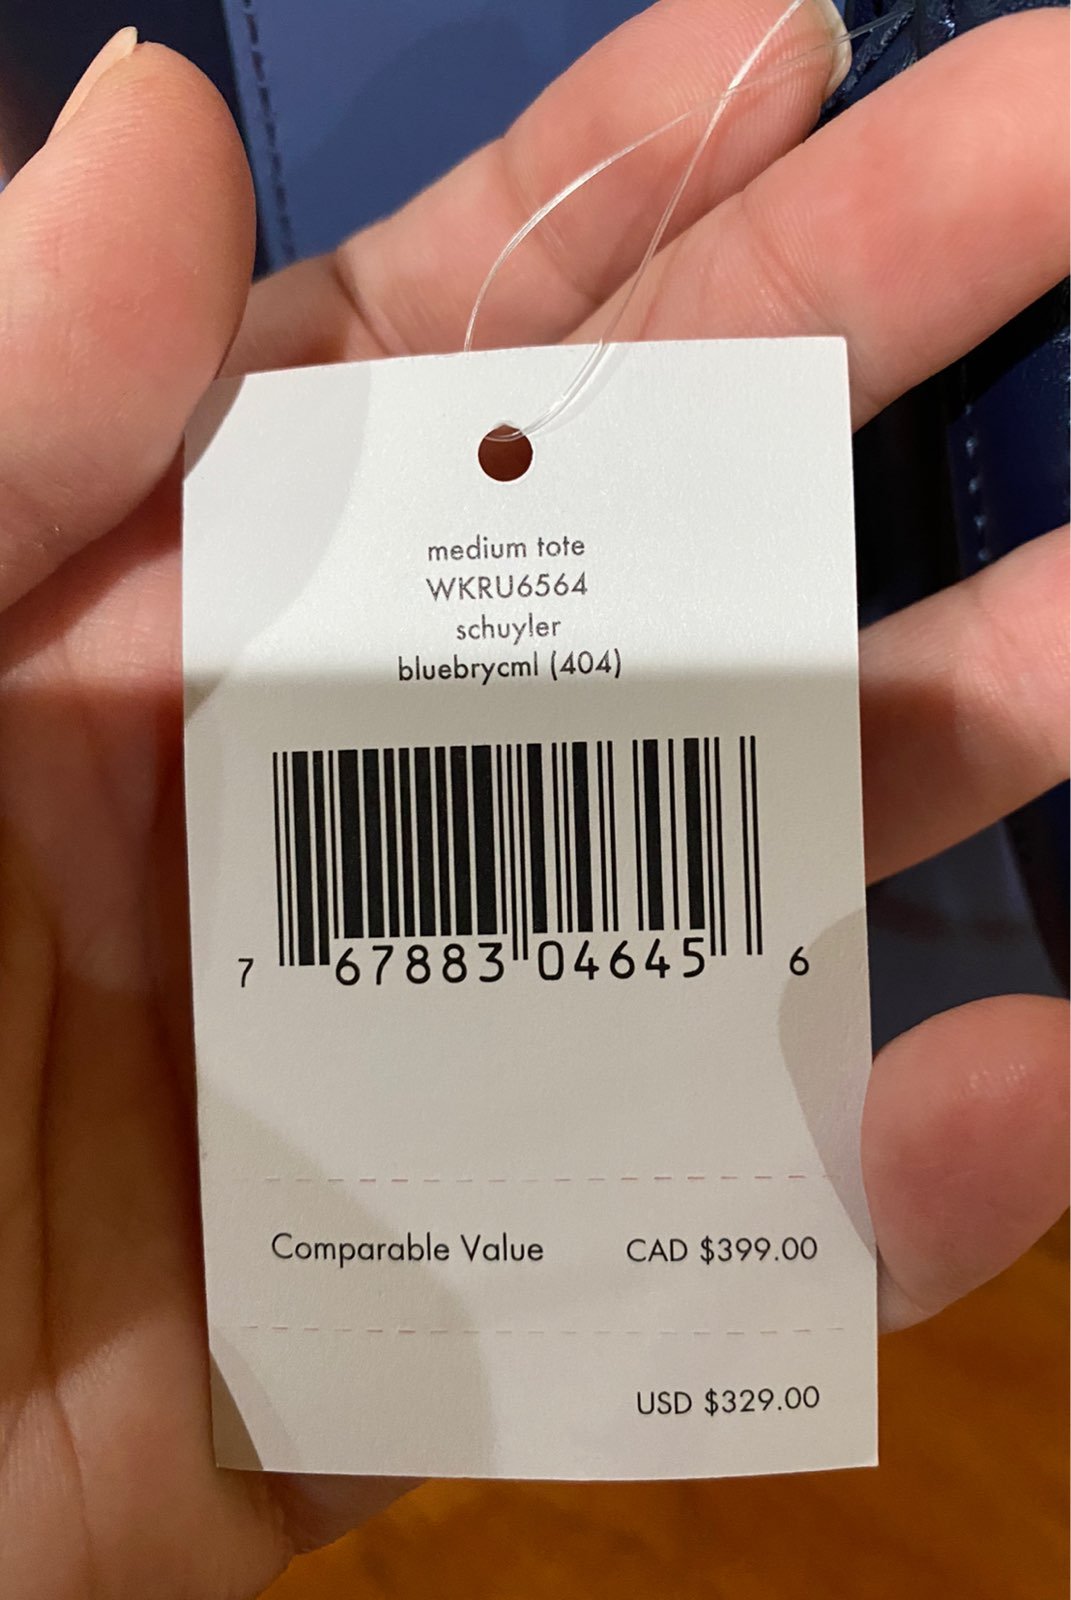 medium tote
WKRU6564
schuyler
bluebrycml (404)
7 67883 04645 6
Comparable Value CAD $399.00
USD $329.00